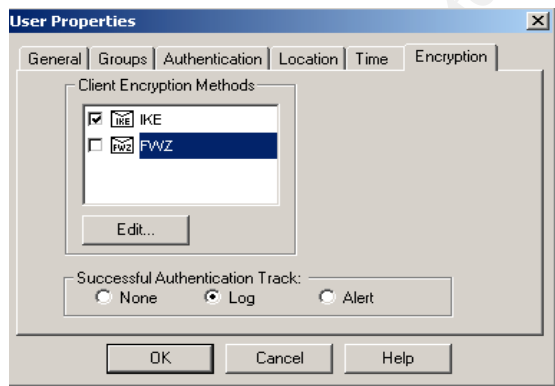 User Properties
General Groups Authentication Location Time Encryption
Client Encryption Methods
IKE IKE
FWZ FWZ
Edit...
Successful Authentication Track:
None Log Alert
OK Cancel Help